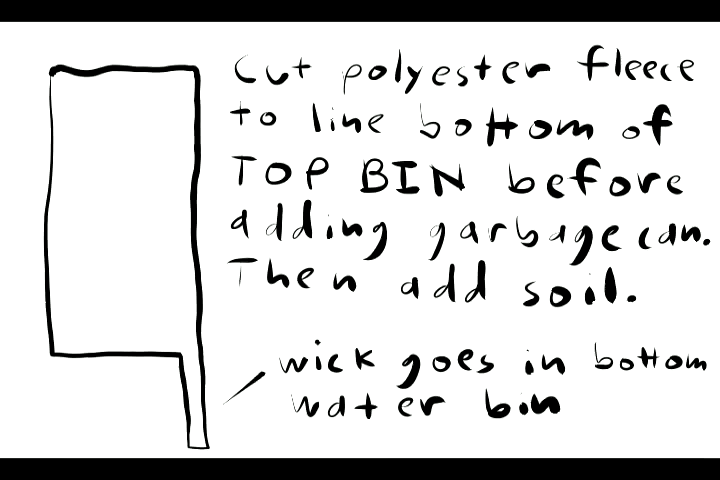 Cut polyester fleece
to line bottom of
TOP BIN before
adding garbage can.
Then add soil.
wick goes in bottom
water bin